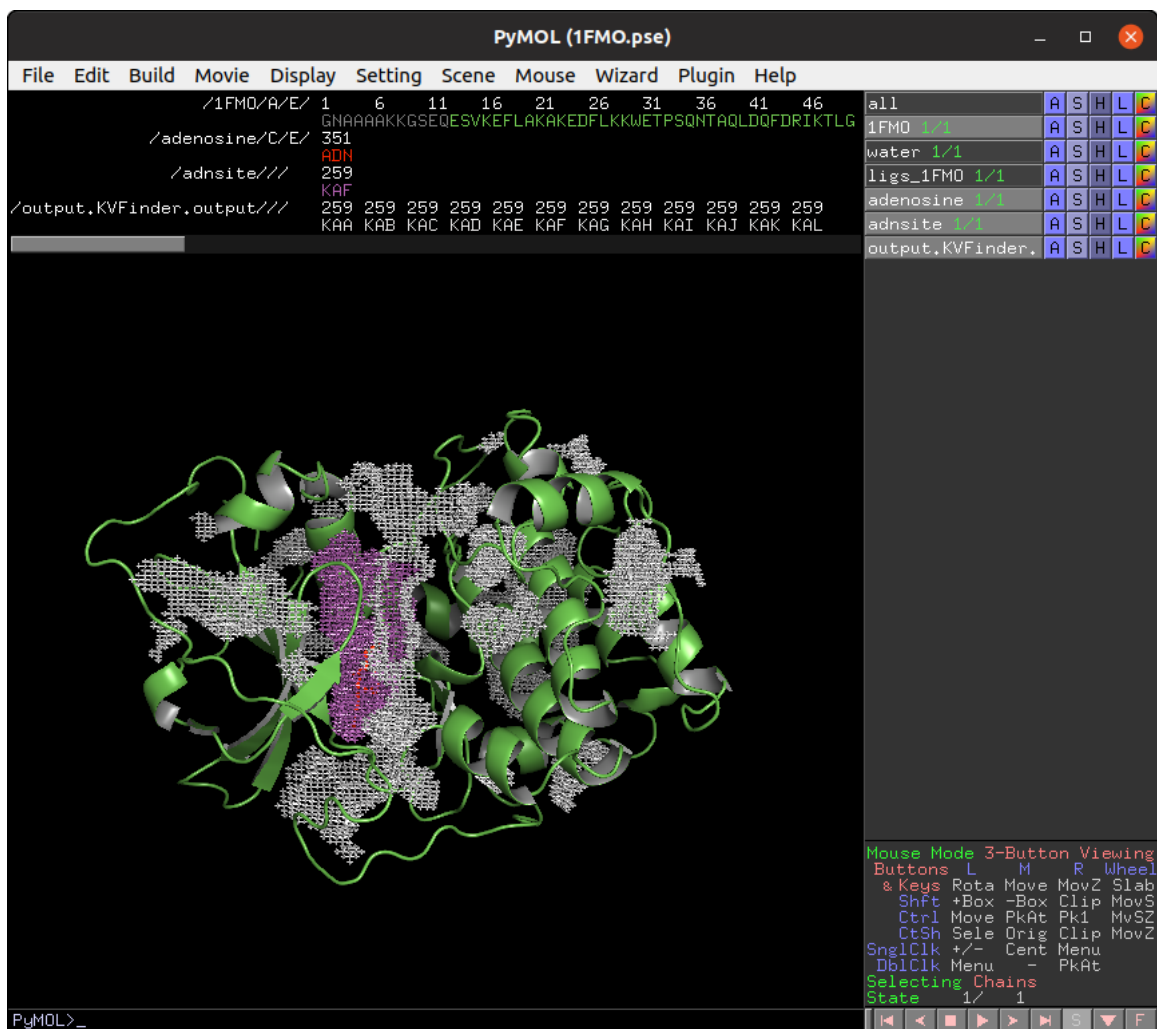 PyMOL (1FMO.pse)
File Edit Build Movie Display Setting Scene Mouse Wizard Plugin Help
/1FMO/A/E/ 1 6 11 16 21 26 31 36 41 46
GNAAAAKKGSEQESVKEFLAKAKEDFLKKWETPSQNTAQLDQFDRIKTLG
/adenosine/C/E/ 351
ADN
/adnsite/// 259
KAF
/output.KVFinder.output/// 259 259 259 259 259 259 259 259 259 259 259 259
KAA KAB KAC KAD KAE KAF KAG KAH KAI KAJ KAK KAL
all A S H L C
1FMO 1/1 A S H L C
water 1/1 A S H L C
ligs_1FMO 1/1 A S H L C
adenosine 1/1 A S H L C
adnsite 1/1 A S H L C
output.KVFinder. A S H L C
Mouse Mode 3-Button Viewing
Buttons L M R Wheel
& Keys Rota Move MovZ Slab
Shft +Box -Box Clip MovS
Ctrl Move PkAt Pk1 MvSZ
CtSh Sele Orig Clip MovZ
SnglClk +/- Cent Menu
DblClk Menu - PkAt
Selecting Chains
State 1/ 1
PyMOL>_
S F